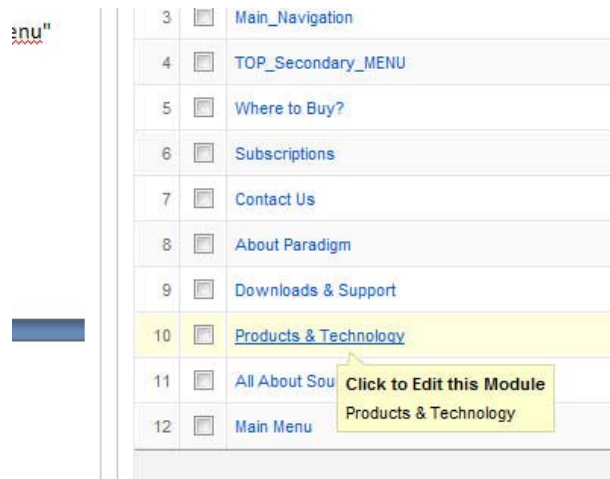 enu"
3 Main_Navigation
4 TOP_Secondary_MENU
5 Where to Buy?
6 Subscriptions
7 Contact Us
8 About Paradigm
9 Downloads & Support
10 Products & Technology
11 All About Sou
Click to Edit this Module
Products & Technology
12 Main Menu